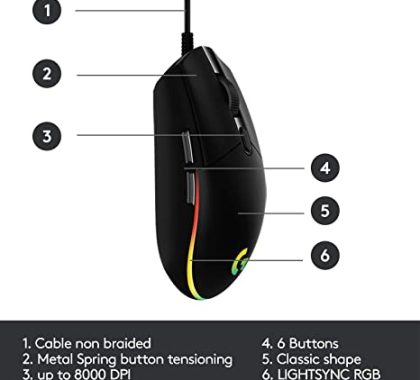 1
2
3
4
5
6
1. Cable non braided
2. Metal Spring button tensioning
3. up to 8000 DPI
4. 6 Buttons
5. Classic shape
6. LIGHTSYNC RGB